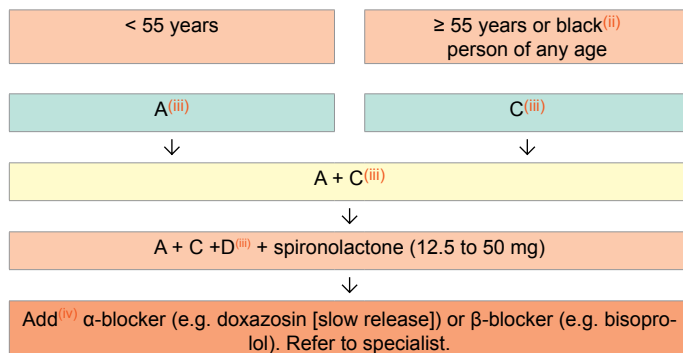 < 55 years
≥ 55 years or black(ii)
person of any age
A(iii)
C(iii)
A + C(iii)
A + C +D(iii) + spironolactone (12.5 to 50 mg)
Add(iv) α-blocker (e.g. doxazosin [slow release]) or β-blocker (e.g. bisopro-
lol). Refer to specialist.